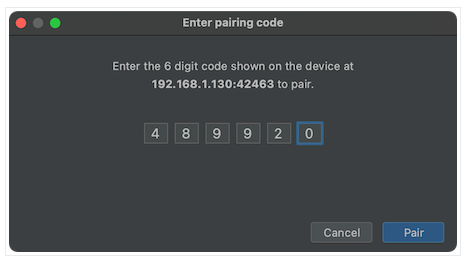 Enter pairing code
Enter the 6 digit code shown on the device at
192.168.1.130:42463 to pair.
4 8 9 9 2 0
Cancel Pair